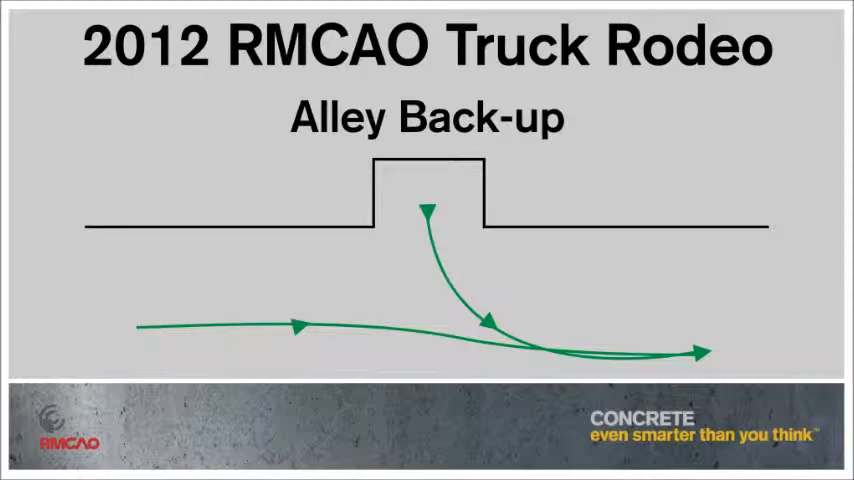 2012 RMCAO Truck Rodeo
Alley Back-up
RMCAO
CONCRETE
even smarter than you think™